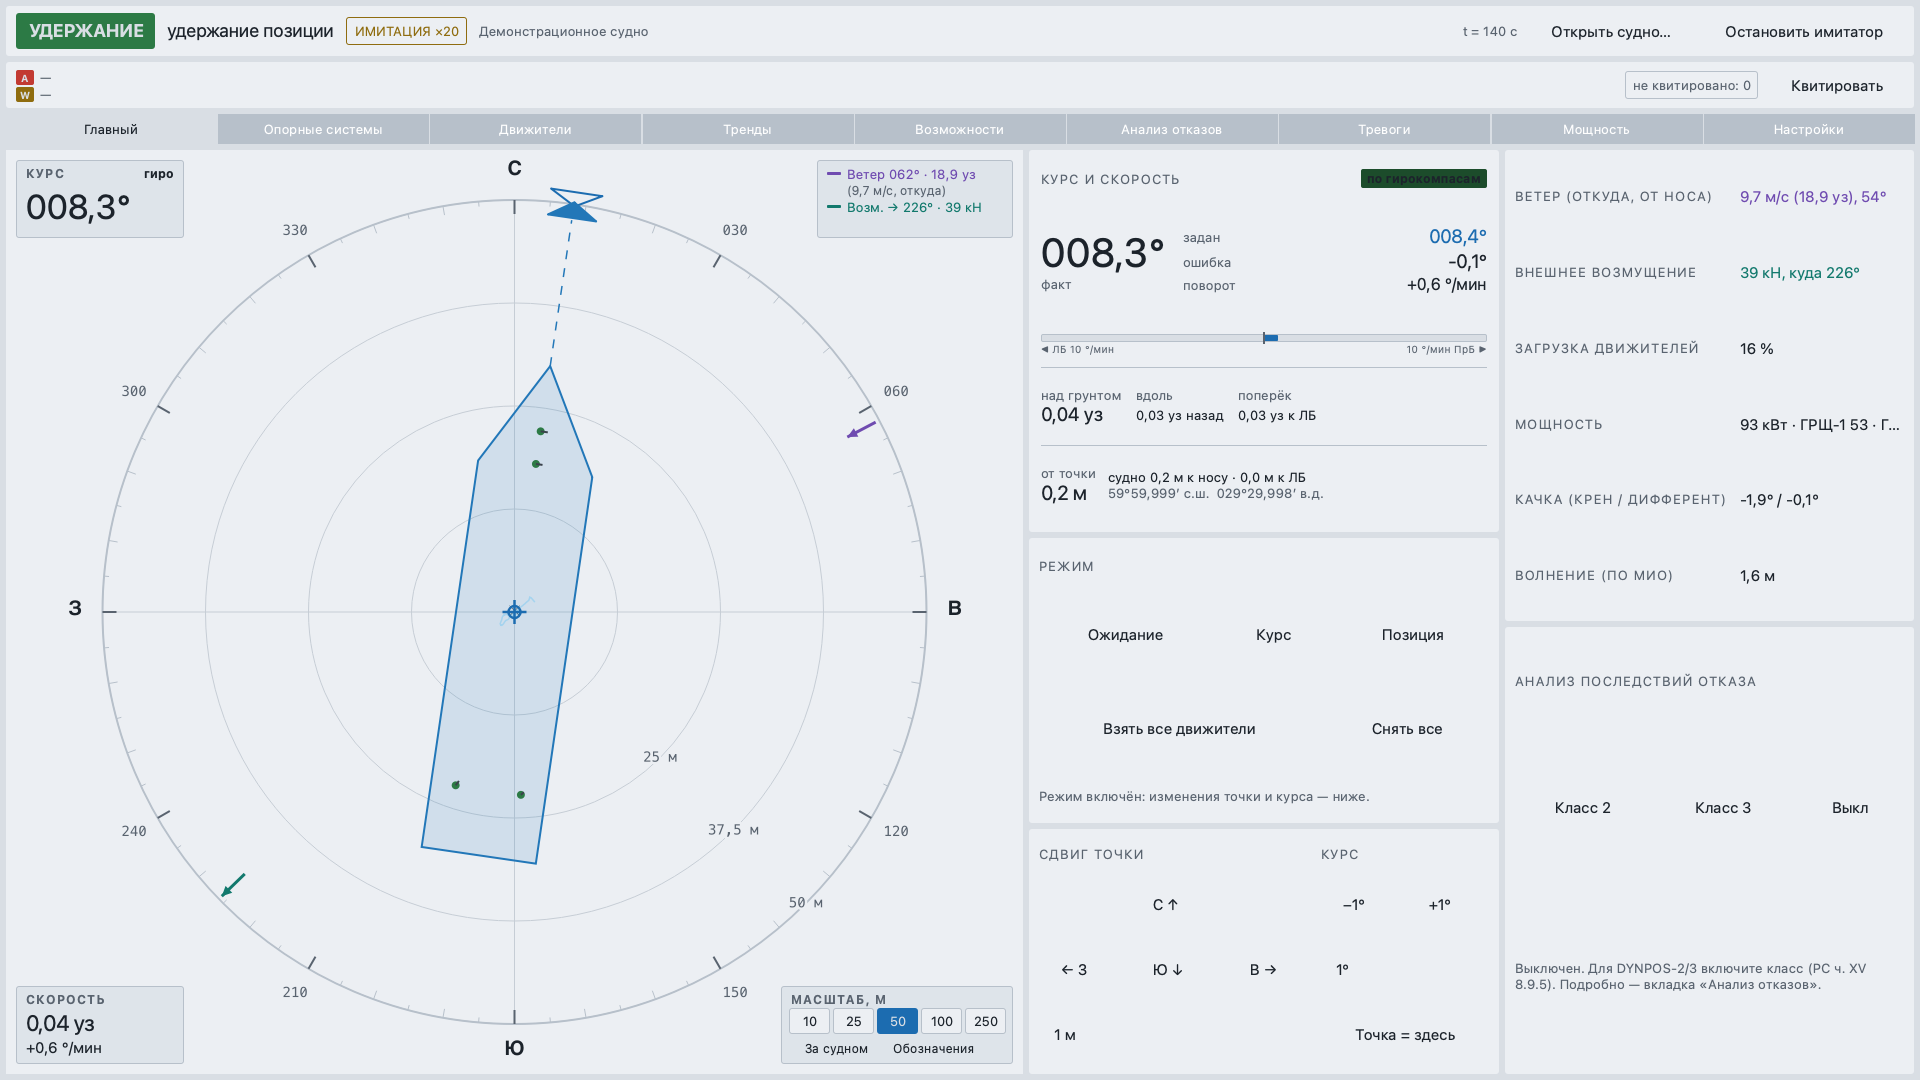 УДЕРЖАНИЕ удержание позиции ИМИТАЦИЯ ×20 Демонстрационное судно t = 140 с Открыть судно... Остановить имитатор
A —
W —
не квитировано: 0 Квитировать
Главный Опорные системы Движители Тренды Возможности Анализ отказов Тревоги Мощность Настройки
КУРС гиро
008,3°
С
Ветер 062° · 18,9 уз
(9,7 м/с, откуда)
Возм. → 226° · 39 кН
330 030
300 060
З В
25 м
37,5 м
240 120
50 м
210 150
Ю
СКОРОСТЬ
0,04 уз
+0,6 °/мин
МАСШТАБ, М
10 25 50 100 250
За судном Обозначения
КУРС И СКОРОСТЬ по гирокомпасам
008,3°
факт
задан 008,4°
ошибка -0,1°
поворот +0,6 °/мин
◄ ЛБ 10 °/мин 10 °/мин ПрБ ►
над грунтом вдоль поперёк
0,04 уз 0,03 уз назад 0,03 уз к ЛБ
от точки
0,2 м
судно 0,2 м к носу · 0,0 м к ЛБ
59°59,999′ с.ш. 029°29,998′ в.д.
РЕЖИМ
Ожидание Курс Позиция
Взять все движители Снять все
Режим включён: изменения точки и курса — ниже.
СДВИГ ТОЧКИ КУРС
С ↑ −1° +1°
← З Ю ↓ В → 1°
1 м Точка = здесь
ВЕТЕР (ОТКУДА, ОТ НОСА) 9,7 м/с (18,9 уз), 54°
ВНЕШНЕЕ ВОЗМУЩЕНИЕ 39 кН, куда 226°
ЗАГРУЗКА ДВИЖИТЕЛЕЙ 16 %
МОЩНОСТЬ 93 кВт · ГРЩ-1 53 · Г...
КАЧКА (КРЕН / ДИФФЕРЕНТ) -1,9° / -0,1°
ВОЛНЕНИЕ (ПО МИО) 1,6 м
АНАЛИЗ ПОСЛЕДСТВИЙ ОТКАЗА
Класс 2 Класс 3 Выкл
Выключен. Для DYNPOS-2/3 включите класс (РС ч. XV
8.9.5). Подробно — вкладка «Анализ отказов».